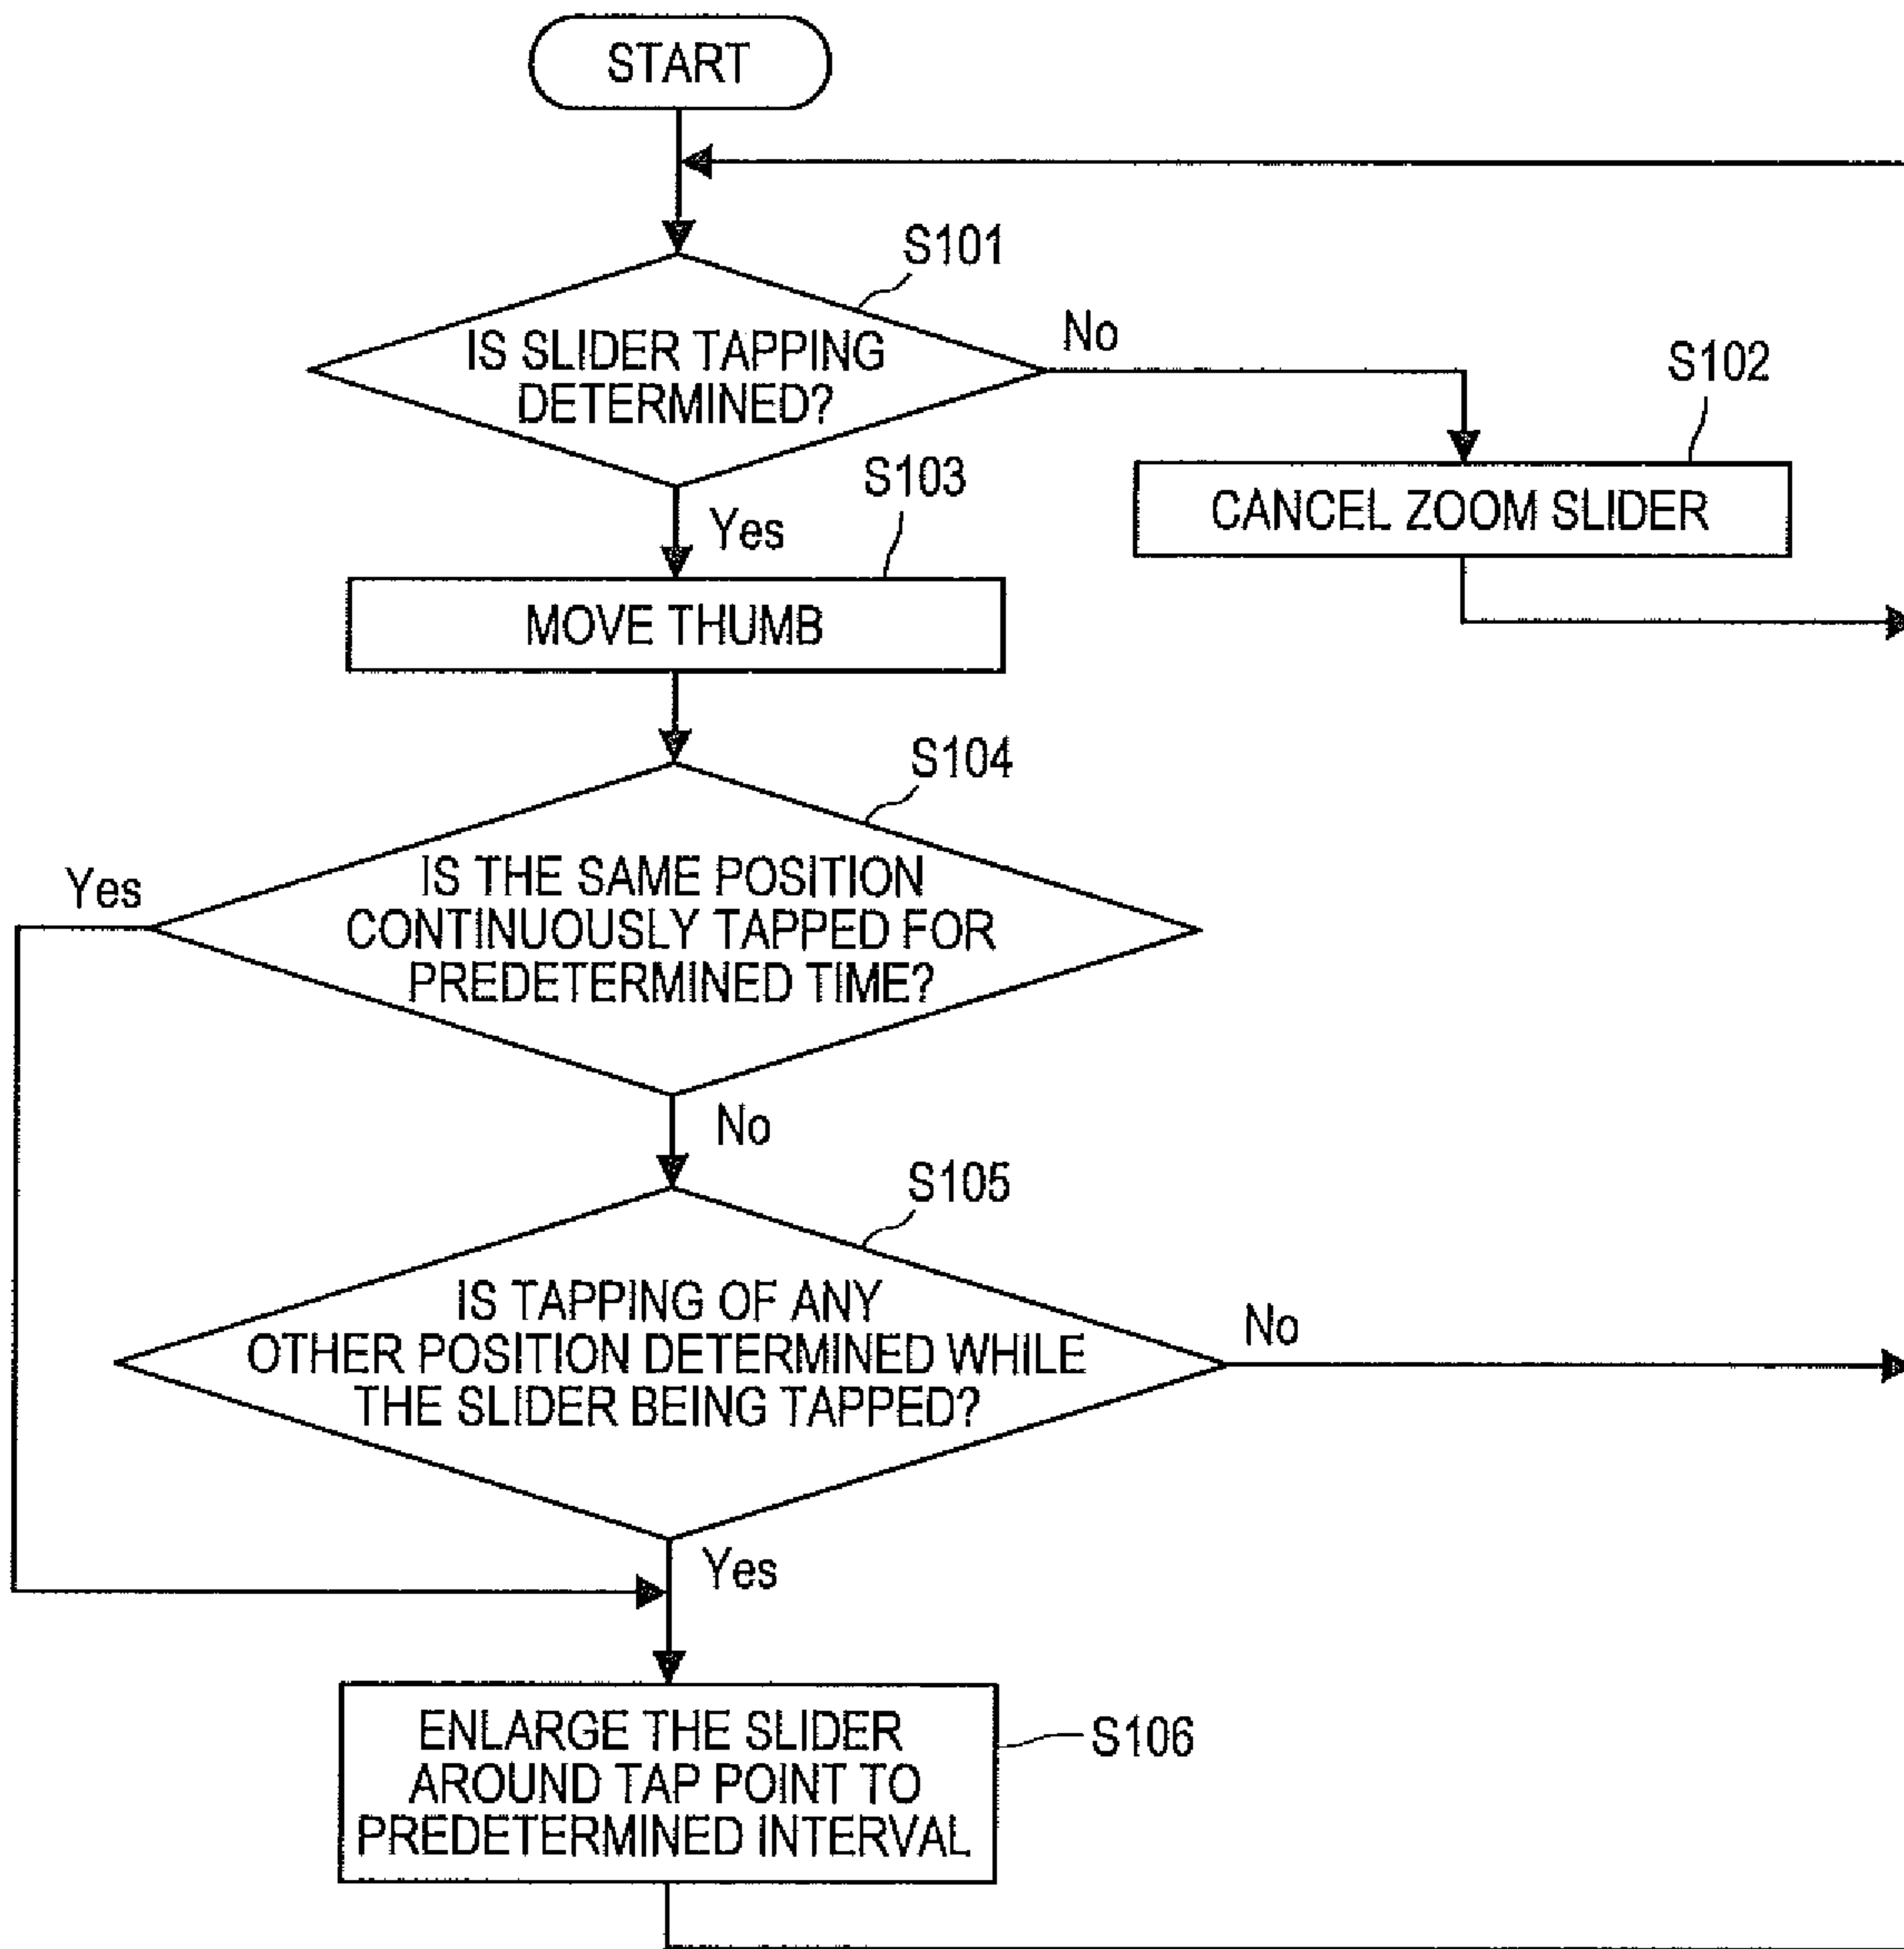 START
S101
IS SLIDER TAPPING
DETERMINED?
No
S102
CANCEL ZOOM SLIDER
Yes
S103
MOVE THUMB
S104
IS THE SAME POSITION
CONTINUOUSLY TAPPED FOR
PREDETERMINED TIME?
Yes
No
S105
IS TAPPING OF ANY
OTHER POSITION DETERMINED WHILE
THE SLIDER BEING TAPPED?
No
Yes
ENLARGE THE SLIDER
AROUND TAP POINT TO
PREDETERMINED INTERVAL
S106